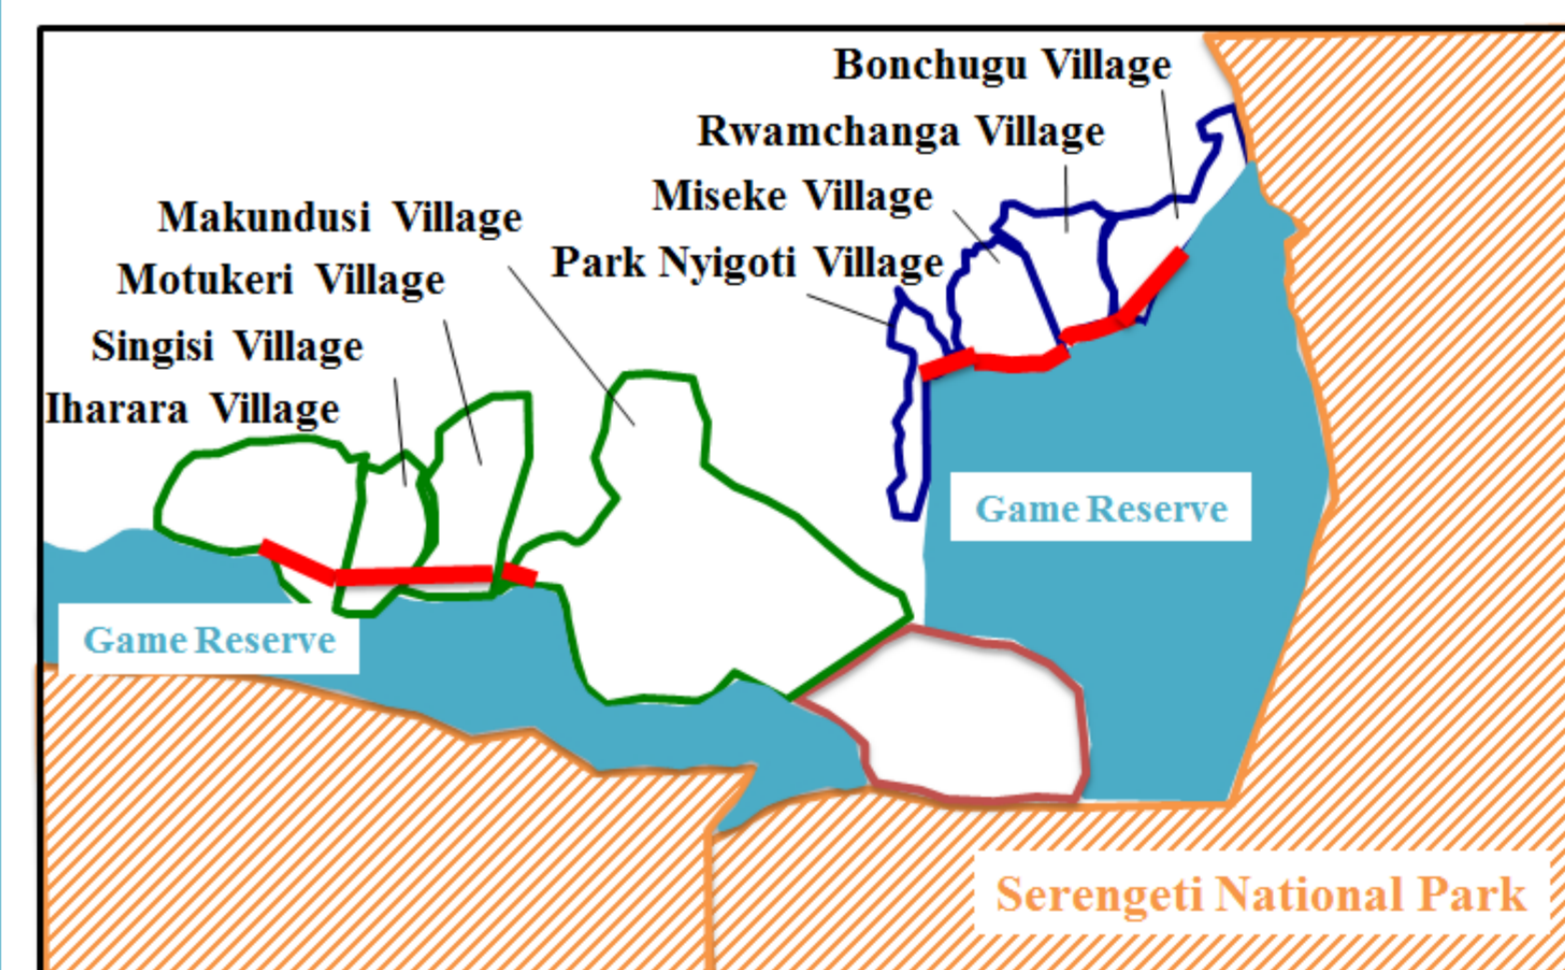 Bonchugu Village
Rwamchanga Village
Miseke Village
Makundusi Village
Park Nyigoti Village
Motukeri Village
Singisi Village
Iharara Village
Game Reserve
Game Reserve
Serengeti National Park